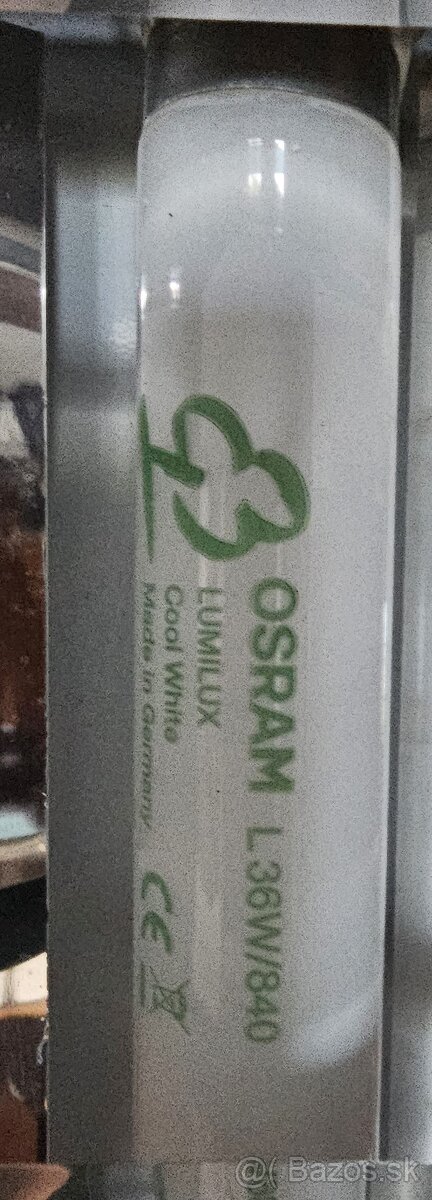 OSRAM L 36W/840
LUMILUX
Cool White
Made in Germany
CE
@ Bazos.sk